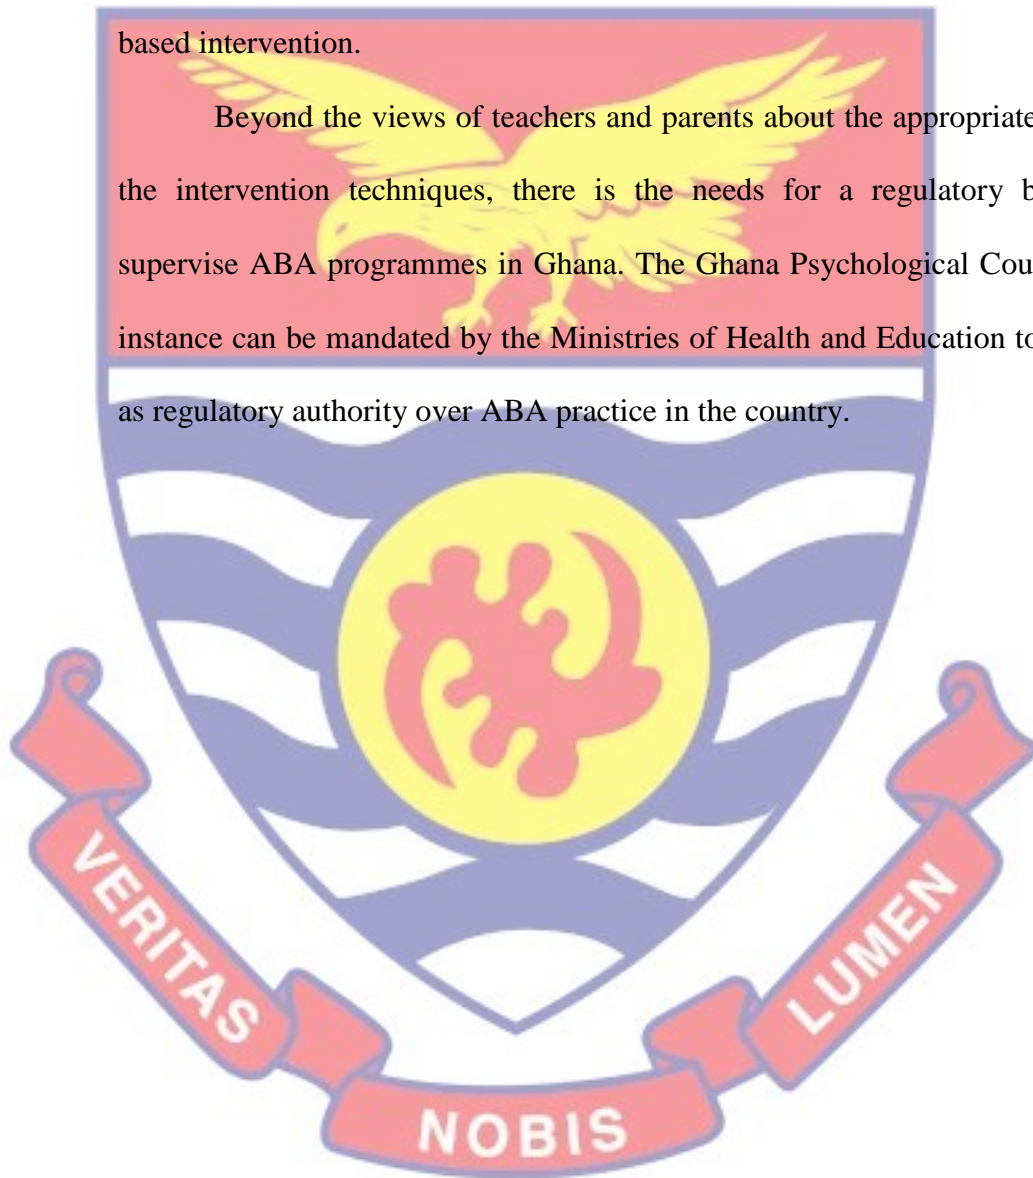 based intervention.
Beyond the views of teachers and parents about the appropriate
the intervention techniques, there is the needs for a regulatory b
supervise ABA programmes in Ghana. The Ghana Psychological Cou
instance can be mandated by the Ministries of Health and Education to
as regulatory authority over ABA practice in the country.
VERITAS
NOBIS
LUMEN